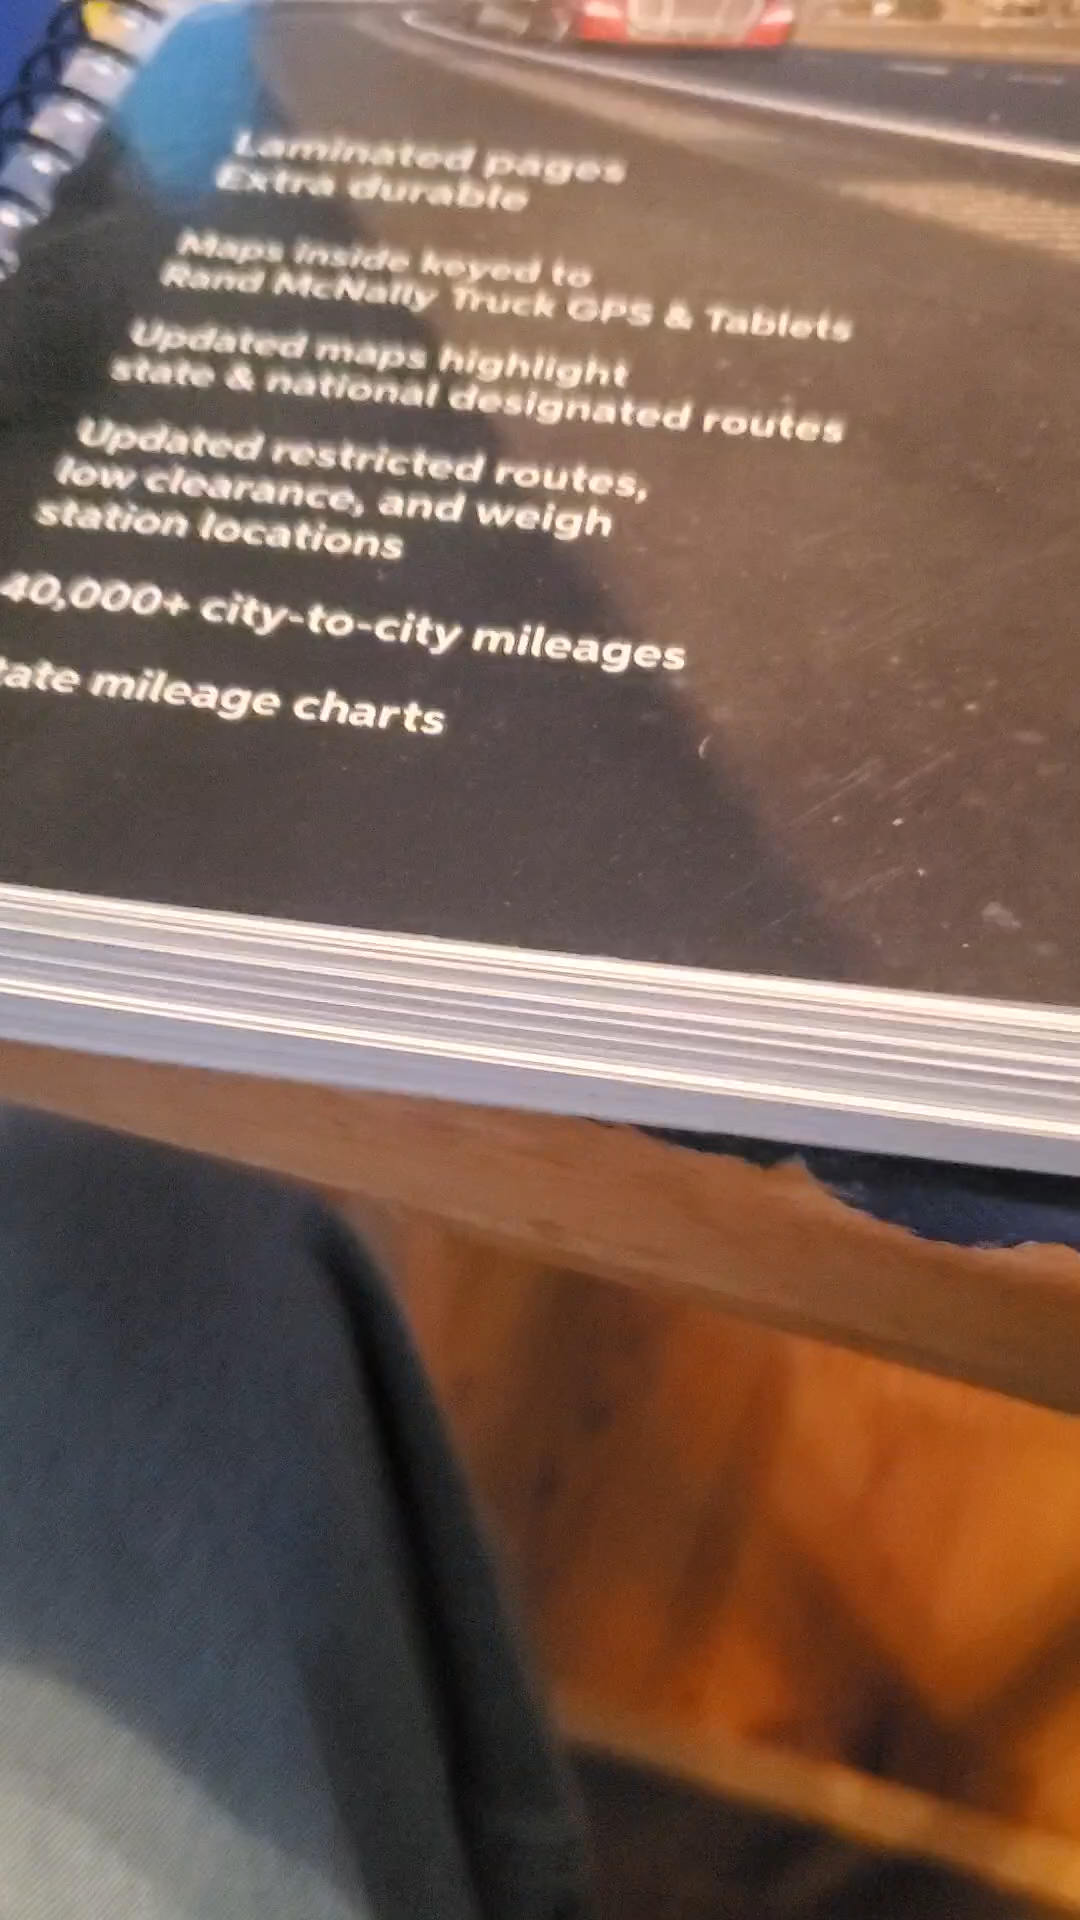 Laminated pages
Extra durable
Maps inside keyed to
Rand McNally Truck GPS & Tablets
Updated maps highlight
state & national designated routes
Updated restricted routes,
low clearance, and weigh
station locations
40,000+ city-to-city mileages
tate mileage charts